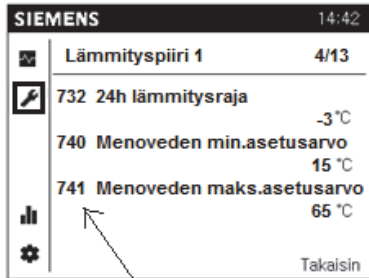 SIEMENS 14:42
Lämmityspiiri 1 4/13
732 24h lämmitysraja
-3 °C
740 Menoveden min.asetusarvo
15 °C
741 Menoveden maks.asetusarvo
65 °C
Takaisin